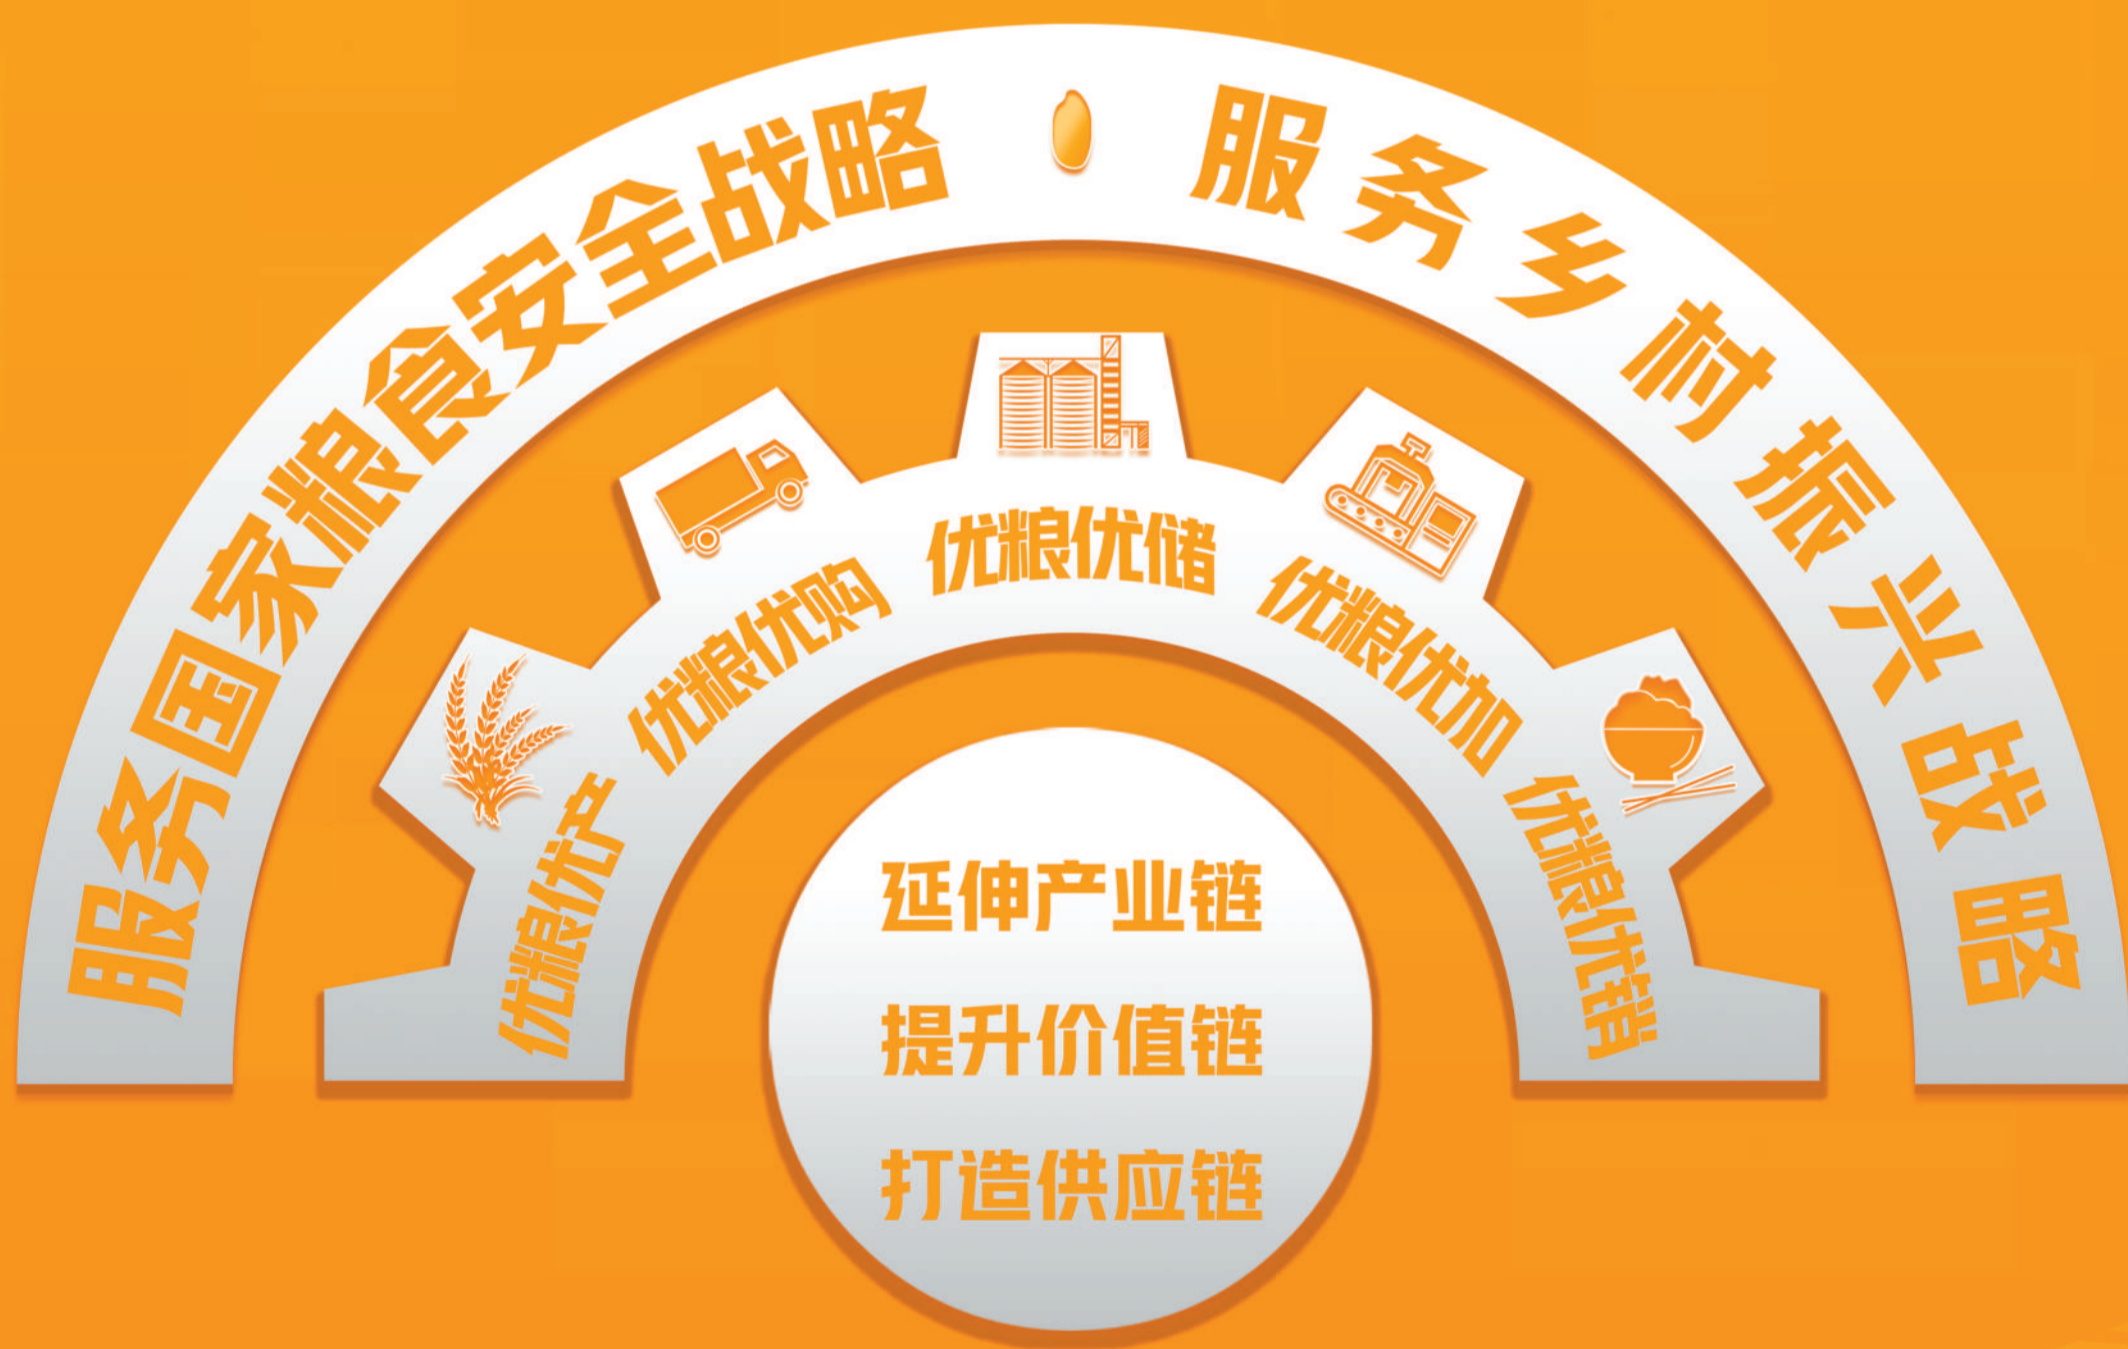 服务国家粮食安全战略
服务乡村振兴战略
优粮优产
优粮优购
优粮优储
优粮优加
优粮优销
延伸产业链
提升价值链
打造供应链